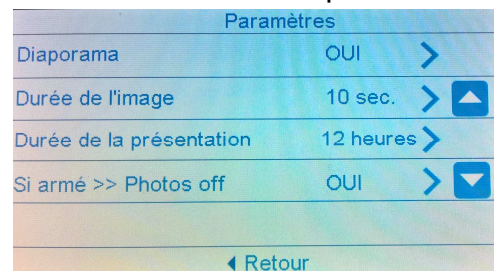 Paramètres
Diaporama OUI
Durée de l'image 10 sec.
Durée de la présentation 12 heures
Si armé >> Photos off OUI
Retour